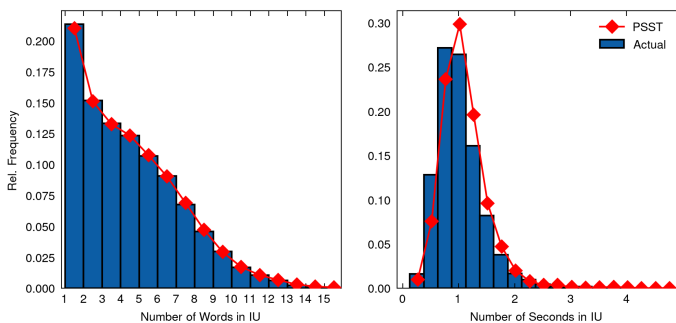 0.200
0.175
0.150
0.125
0.100
0.075
0.050
0.025
0.000
Rel. Frequency
1 2 3 4 5 6 7 8 9 10 11 12 13 14 15
Number of Words in IU
0.30
0.25
0.20
0.15
0.10
0.05
0.00
PSST
Actual
0 1 2 3 4
Number of Seconds in IU